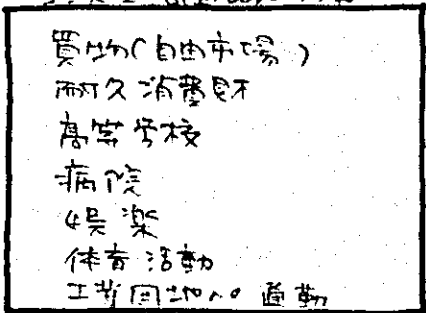 買物(自由市場)
耐久消費財
高等学校
病院
娯楽
体育活動
工業団地への通勤